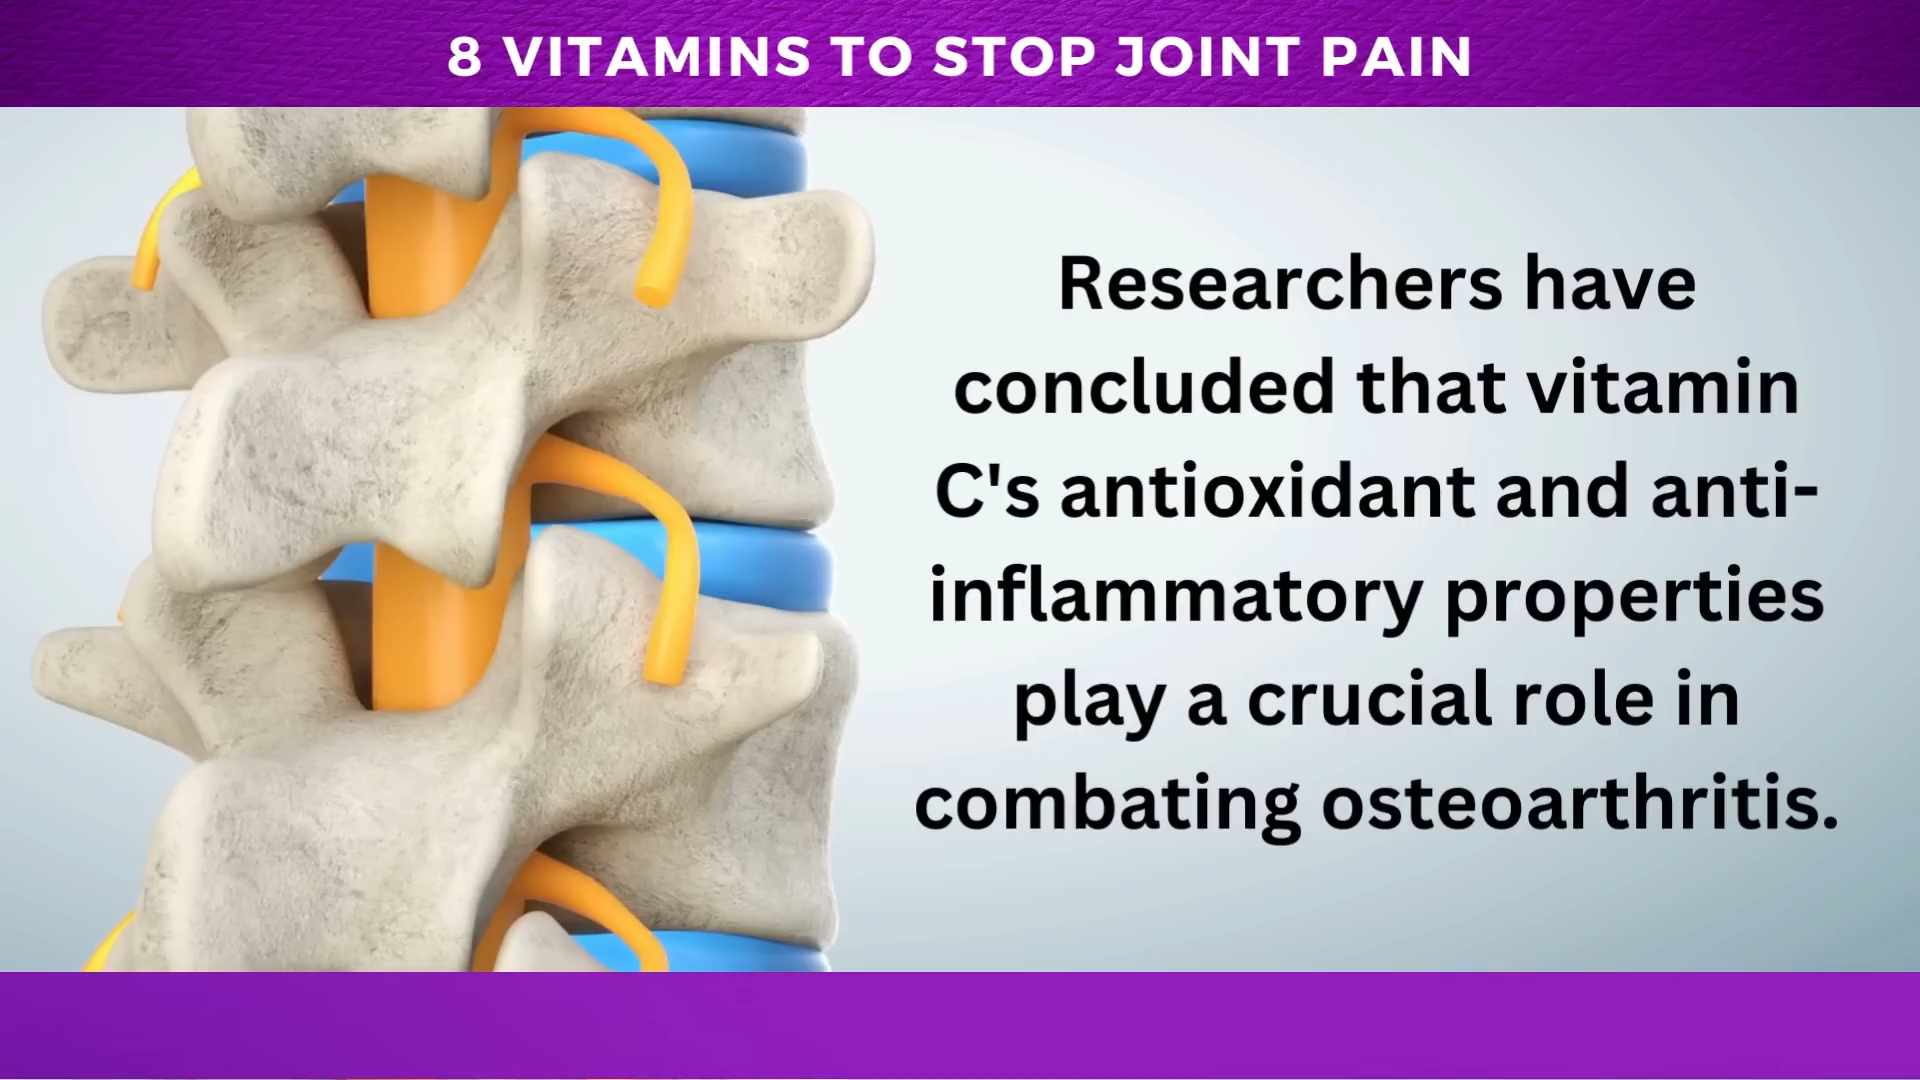 8 VITAMINS TO STOP JOINT PAIN
Researchers have
concluded that vitamin
C's antioxidant and anti-
inflammatory properties
play a crucial role in
combating osteoarthritis.